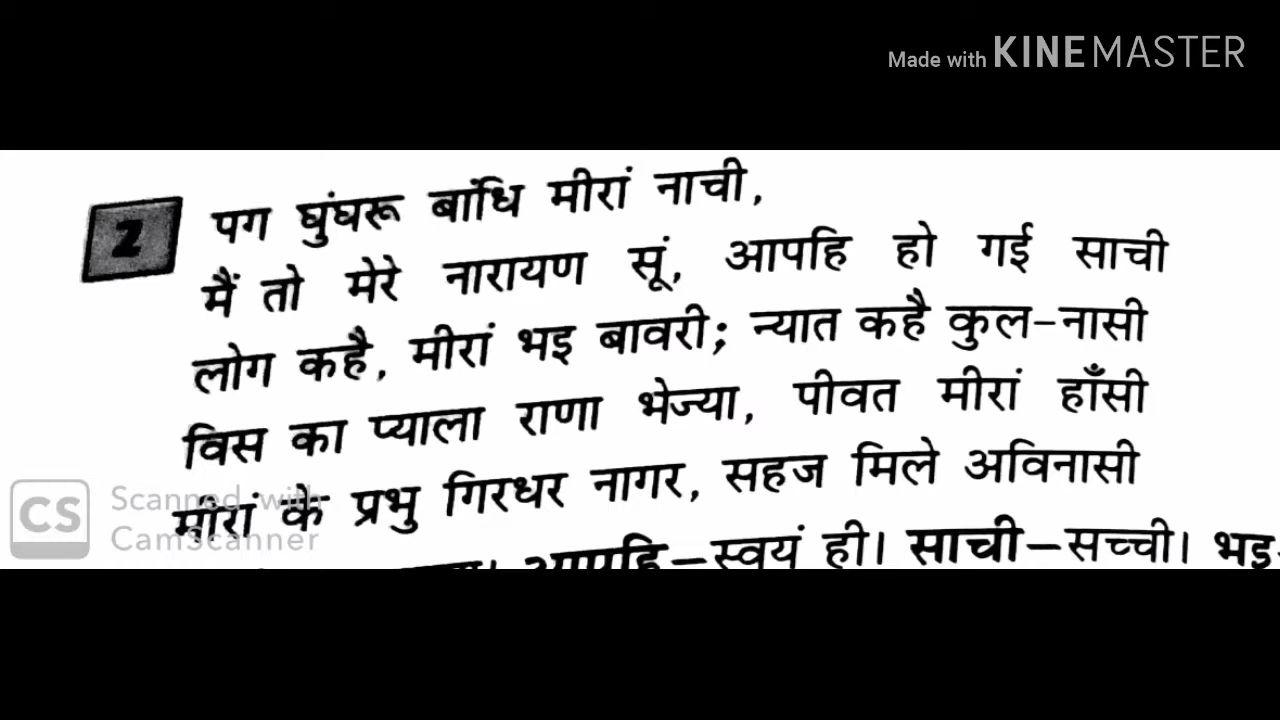 Made with KINEMASTER
2 पग घुंघरू बांधि मीरां नाची,
मैं तो मेरे नारायण सूं, आपहि हो गई साची
लोग कहै, मीरां भइ बावरी; न्यात कहै कुल-नासी
विस का प्याला राणा भेज्या, पीवत मीरां हाँसी
मीरां के प्रभु गिरधर नागर, सहज मिले अविनासी
आपहि–स्वयं ही। साची–सच्ची। भइ
CS Scanned with
CamScanner